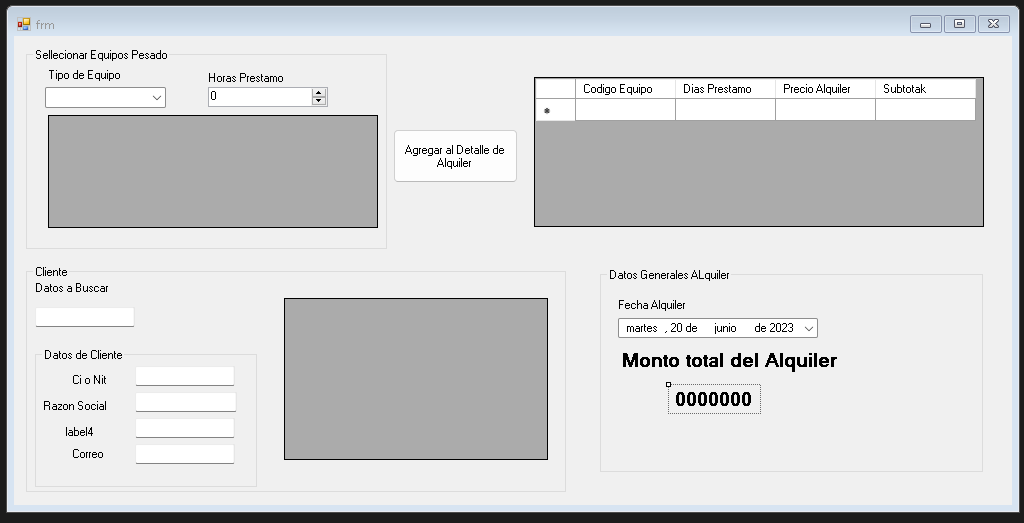 frm
Sellecionar Equipos Pesado
Tipo de Equipo
Horas Prestamo
0
Agregar al Detalle de
Alquiler
Codigo Equipo Dias Prestamo Precio Alquiler Subtotak
Cliente
Datos a Buscar
Datos de Cliente
Ci o Nit
Razon Social
label4
Correo
Datos Generales ALquiler
Fecha Alquiler
martes , 20 de junio de 2023
Monto total del Alquiler
0000000